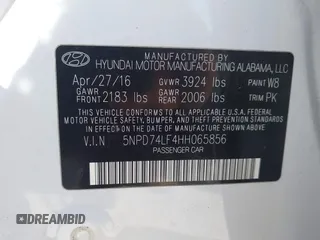 HYUNDAI MOTOR MANUFACTURING ALABAMA, LLC
Apr/27/16 GVWR 3924 lbs PAINT W8
GAWR FRONT 2183 lbs GAWR REAR 2006 lbs TRIM PK
THIS VEHICLE CONFORMS TO ALL APPLICABLE
U.S. FEDERAL MOTOR VEHICLE SAFETY, BUMPER,
AND THEFT PREVENTION STANDARDS IN EFFECT
ON THE DATE OF MANUFACTURE SHOWN ABOVE.
V.I.N 5NPD74LF4HH065856
PASSENGER CAR
© DREAMBID
DREAMBID.COM